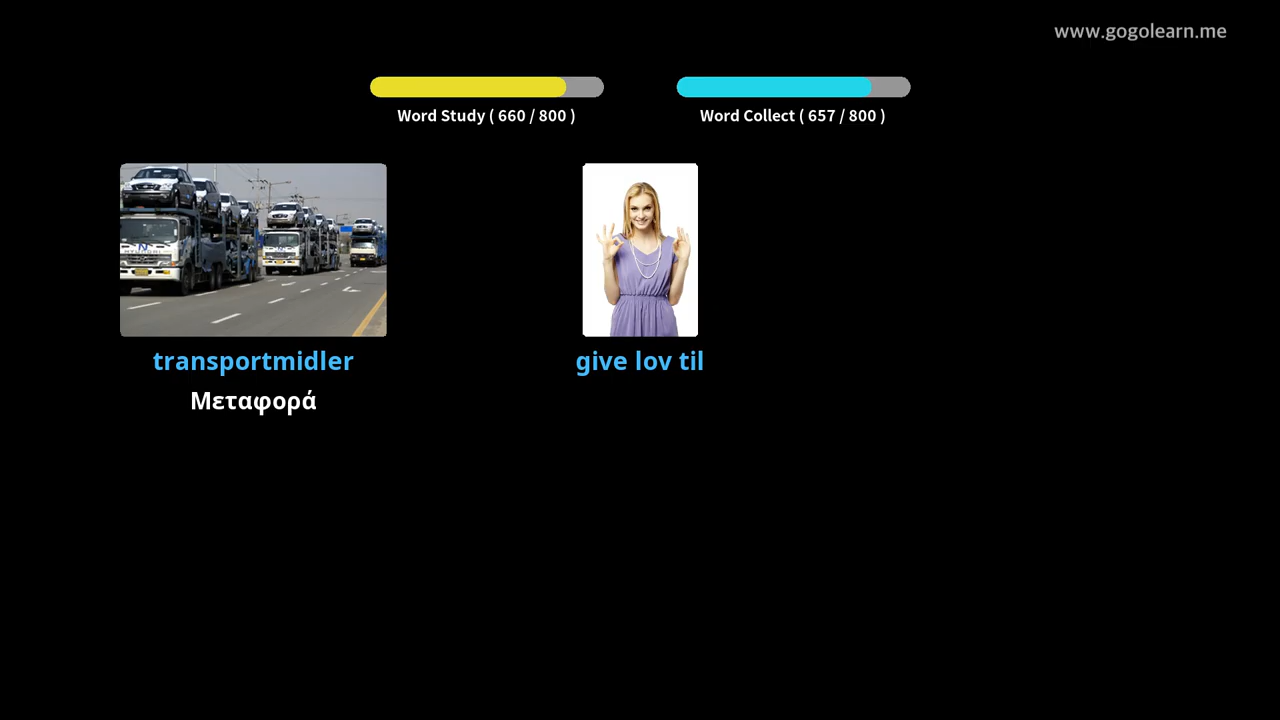 www.gogolearn.me
Word Study ( 660 / 800 )
Word Collect ( 657 / 800 )
transportmidler
give lov til
Μεταφορά